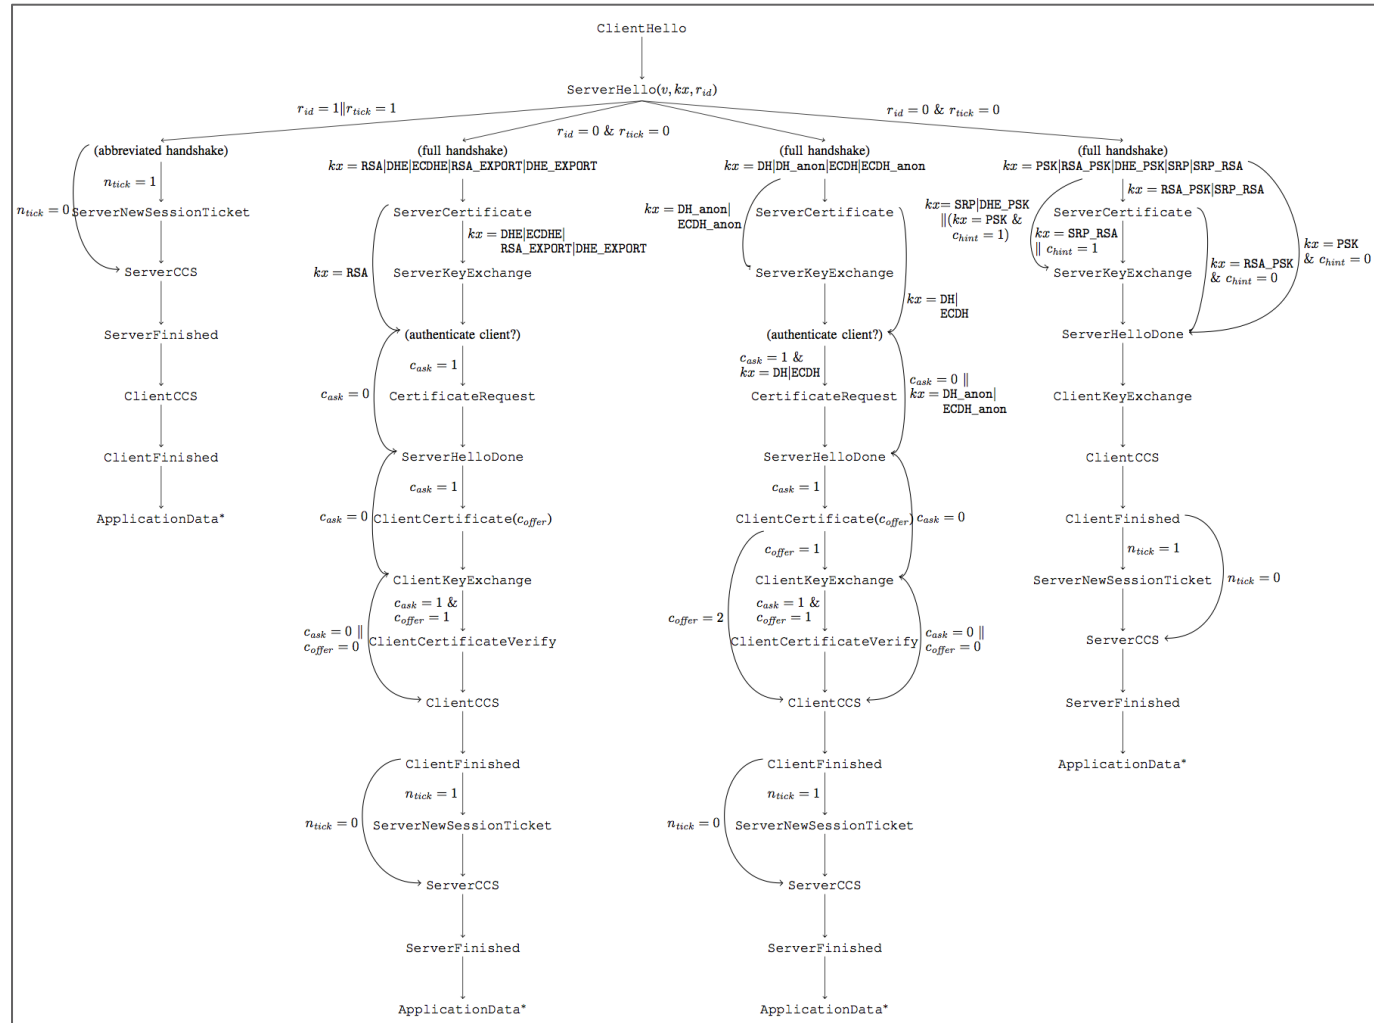 ClientHello
ServerHello(v, kx, r_id)
r_id = 1||r_tick = 1
r_id = 0 & r_tick = 0
r_id = 0 & r_tick = 0
(abbreviated handshake)
n_tick = 1
n_tick = 0
ServerNewSessionTicket
ServerCCS
ServerFinished
ClientCCS
ClientFinished
ApplicationData*
(full handshake)
kx = RSA|DHE|ECDHE|RSA_EXPORT|DHE_EXPORT
ServerCertificate
kx = DHE|ECDHE|
RSA_EXPORT|DHE_EXPORT
kx = RSA
ServerKeyExchange
(authenticate client?)
c_ask = 1
c_ask = 0
CertificateRequest
ServerHelloDone
c_ask = 1
c_ask = 0
ClientCertificate(c_offer)
ClientKeyExchange
c_ask = 1 &
c_offer = 1
c_ask = 0 ||
c_offer = 0
ClientCertificateVerify
ClientCCS
ClientFinished
n_tick = 1
n_tick = 0
ServerNewSessionTicket
ServerCCS
ServerFinished
ApplicationData*
(full handshake)
kx = DH|DH_anon|ECDH|ECDH_anon
kx = DH_anon|
ECDH_anon
ServerCertificate
ServerKeyExchange
kx = DH|
ECDH
(authenticate client?)
c_ask = 1 &
kx = DH|ECDH
c_ask = 0 ||
kx = DH_anon|
ECDH_anon
CertificateRequest
ServerHelloDone
c_ask = 1
ClientCertificate(c_offer)
c_ask = 0
c_offer = 1
ClientKeyExchange
c_ask = 1 &
c_offer = 1
c_offer = 2
c_ask = 0 ||
c_offer = 0
ClientCertificateVerify
ClientCCS
ClientFinished
n_tick = 1
n_tick = 0
ServerNewSessionTicket
ServerCCS
ServerFinished
ApplicationData*
(full handshake)
kx = PSK|RSA_PSK|DHE_PSK|SRP|SRP_RSA
kx = RSA_PSK|SRP_RSA
kx = SRP|DHE_PSK
||(kx = PSK &
c_hint = 1)
ServerCertificate
kx = SRP_RSA
|| c_hint = 1
kx = RSA_PSK
& c_hint = 0
kx = PSK
& c_hint = 0
ServerKeyExchange
ServerHelloDone
ClientKeyExchange
ClientCCS
ClientFinished
n_tick = 1
n_tick = 0
ServerNewSessionTicket
ServerCCS
ServerFinished
ApplicationData*